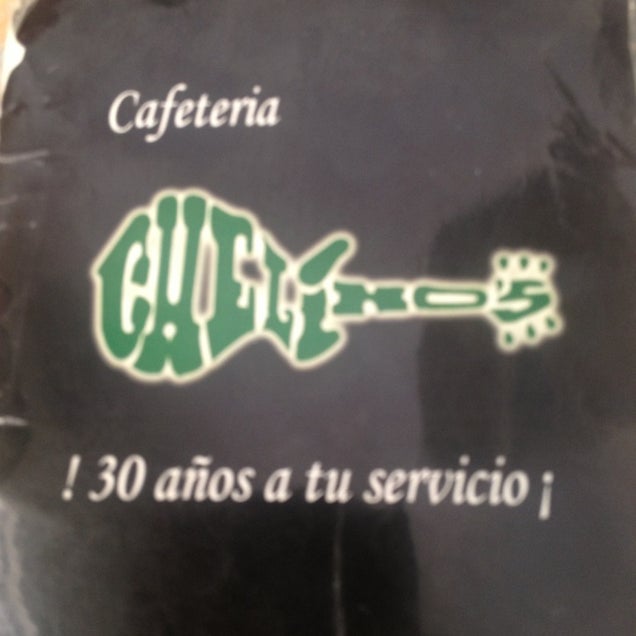 Cafeteria
CHELINOS
! 30 años a tu servicio ¡